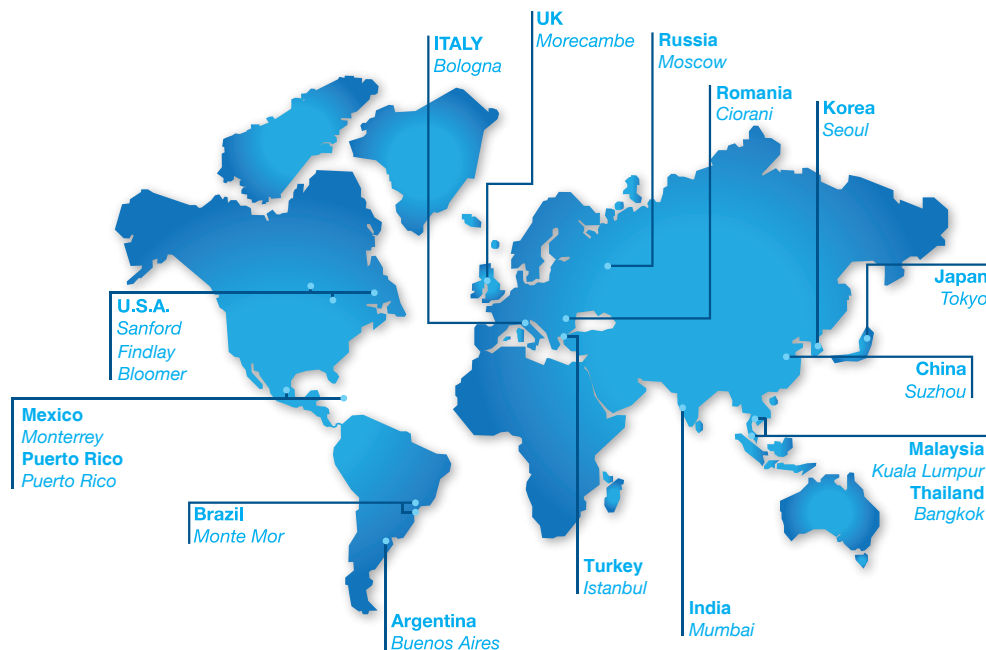 UK
Morecambe
ITALY
Bologna
Russia
Moscow
Romania
Ciorani
Korea
Seoul
Japan
Tokyo
U.S.A.
Sanford
Findlay
Bloomer
China
Suzhou
Mexico
Monterrey
Puerto Rico
Puerto Rico
Malaysia
Kuala Lumpur
Thailand
Bangkok
Brazil
Monte Mor
Turkey
Istanbul
India
Mumbai
Argentina
Buenos Aires